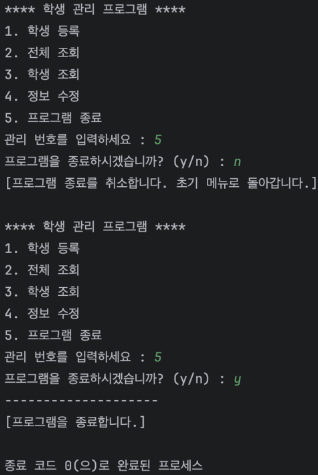 **** 학생 관리 프로그램 ****
1. 학생 등록
2. 전체 조회
3. 학생 조회
4. 정보 수정
5. 프로그램 종료
관리 번호를 입력하세요 : 5
프로그램을 종료하시겠습니까? (y/n) : n
[프로그램 종료를 취소합니다. 초기 메뉴로 돌아갑니다.]

**** 학생 관리 프로그램 ****
1. 학생 등록
2. 전체 조회
3. 학생 조회
4. 정보 수정
5. 프로그램 종료
관리 번호를 입력하세요 : 5
프로그램을 종료하시겠습니까? (y/n) : y
--------------------
[프로그램을 종료합니다.]

종료 코드 0(으)로 완료된 프로세스